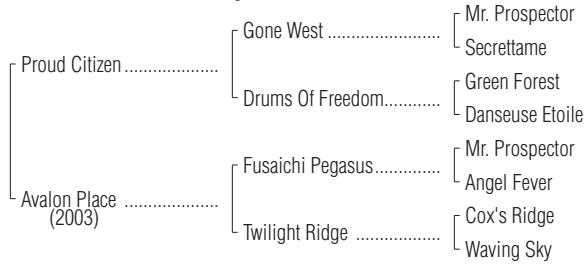 Mr. Prospector
Gone West ......................
Secrettame
Proud Citizen ...................
Green Forest
Drums Of Freedom............
Danseuse Etoile
Mr. Prospector
Fusaichi Pegasus..............
Angel Fever
Avalon Place ...................
(2003)
Cox's Ridge
Twilight Ridge .................
Waving Sky